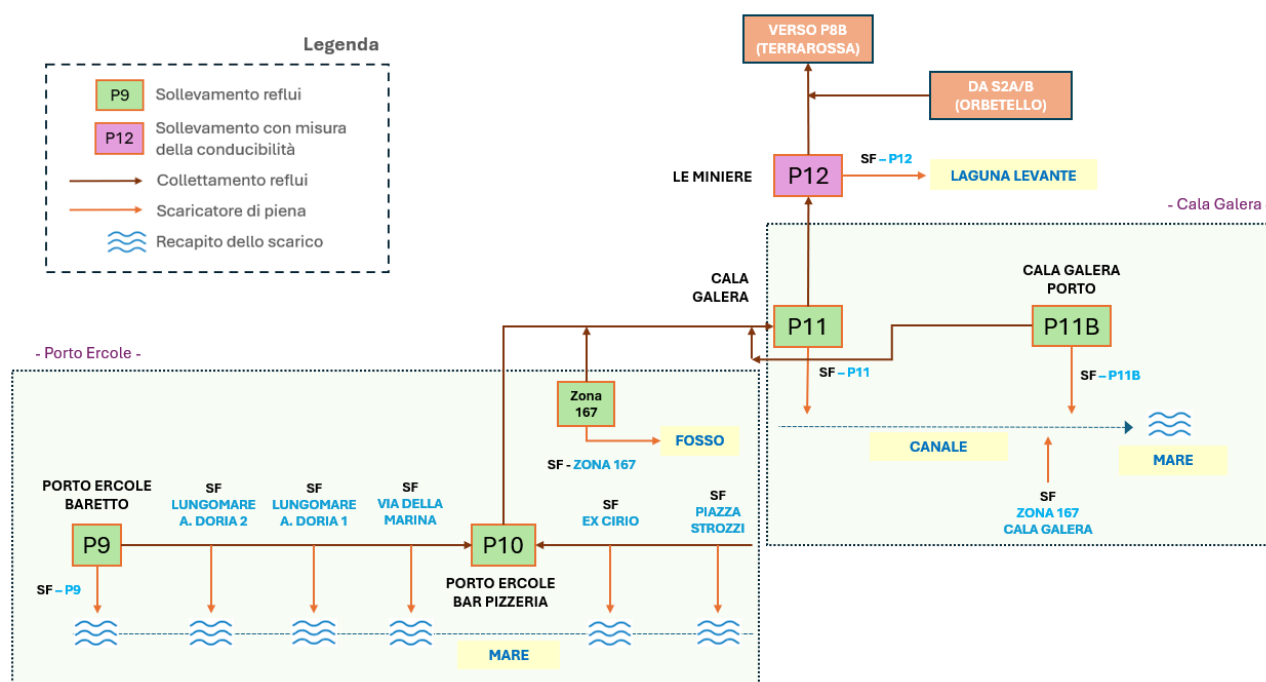 Legenda
P9
Sollevamento reflui
P12
Sollevamento con misura
della conducibilità
Collettamento reflui
Scaricatore di piena
Recapito dello scarico
VERSO P8B
(TERRAROSSA)
DA S2A/B
(ORBETELLO)
LE MINIERE
P12
SF – P12
LAGUNA LEVANTE
- Cala Galera -
CALA
GALERA
P11
SF – P11
CALA GALERA
PORTO
P11B
SF – P11B
CANALE
MARE
SF
ZONA 167
CALA GALERA
- Porto Ercole -
Zona
167
FOSSO
SF - ZONA 167
PORTO ERCOLE
BARETTO
P9
SF – P9
SF
LUNGOMARE
A. DORIA 2
SF
LUNGOMARE
A. DORIA 1
SF
VIA DELLA
MARINA
P10
PORTO ERCOLE
BAR PIZZERIA
SF
EX CIRIO
SF
PIAZZA
STROZZI
MARE